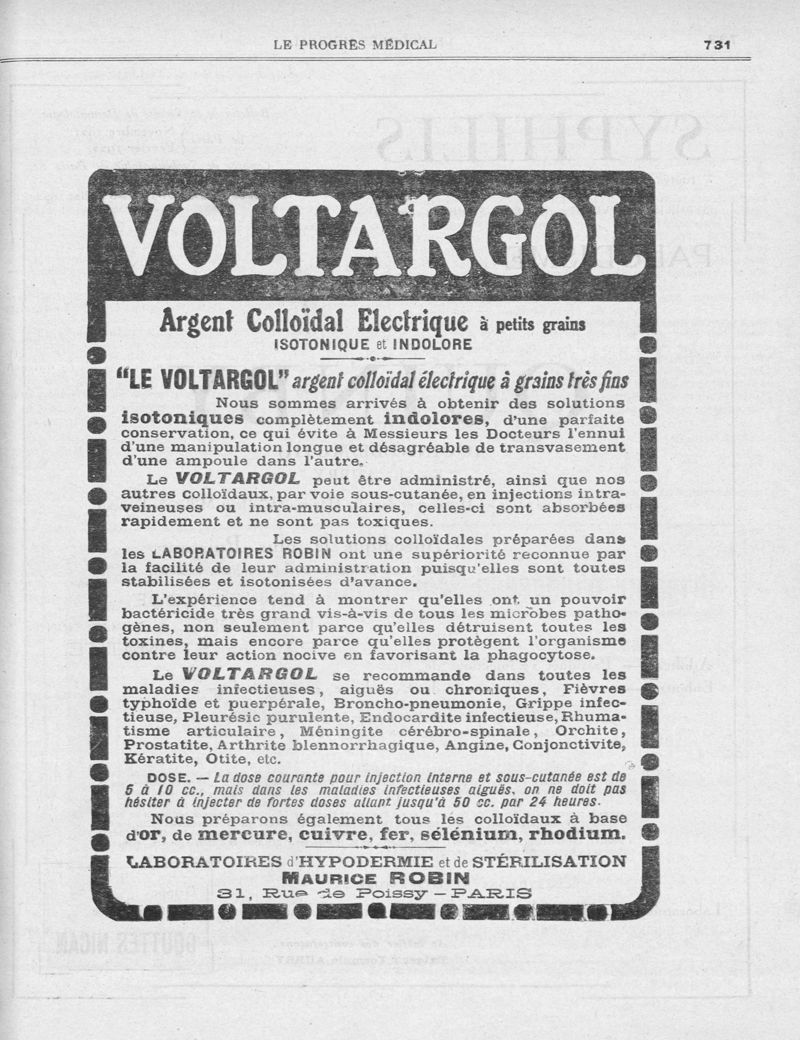 LE PROGRÈS MÉDICAL 731
VOLTARGOL
Argent Colloïdal Electrique à petits grains
ISOTONIQUE et INDOLORE
"LE VOLTARGOL" argent colloïdal électrique à grains très fins
Nous sommes arrivés à obtenir des solutions
isotoniques complètement indolores, d'une parfaite
conservation, ce qui évite à Messieurs les Docteurs l'ennui
d'une manipulation longue et désagréable de transvasement
d'une ampoule dans l'autre.
Le VOLTARGOL peut être administré, ainsi que nos
autres colloïdaux, par voie sous-cutanée, en injections intra-
veineuses ou intra-musculaires, celles-ci sont absorbées
rapidement et ne sont pas toxiques.
Les solutions colloïdales préparées dans
les LABORATOIRES ROBIN ont une supériorité reconnue par
la facilité de leur administration puisqu'elles sont toutes
stabilisées et isotonisées d'avance.
L'expérience tend à montrer qu'elles ont un pouvoir
bactéricide très grand vis-à-vis de tous les microbes patho-
gènes, non seulement parce qu'elles détruisent toutes les
toxines, mais encore parce qu'elles protègent l'organisme
contre leur action nocive en favorisant la phagocytose.
Le VOLTARGOL se recommande dans toutes les
maladies infectieuses, aiguës ou chroniques, Fièvres
typhoïde et puerpérale, Broncho-pneumonie, Grippe infec-
tieuse, Pleurésie purulente, Endocardite infectieuse, Rhuma-
tisme articulaire, Méningite cérébro-spinale, Orchite,
Prostatite, Arthrite blennorrhagique, Angine, Conjonctivite,
Kératite, Otite, etc.
DOSE. — La dose courante pour injection interne et sous-cutanée est de
5 à 10 cc., mais dans les maladies infectieuses aiguës, on ne doit pas
hésiter à injecter de fortes doses allant jusqu'à 50 cc. par 24 heures.
Nous préparons également tous les colloïdaux à base
d'or, de mercure, cuivre, fer, sélénium, rhodium.
LABORATOIRES d'HYPODERMIE et de STÉRILISATION
MAURICE ROBIN
31, Rue de Poissy — PARIS